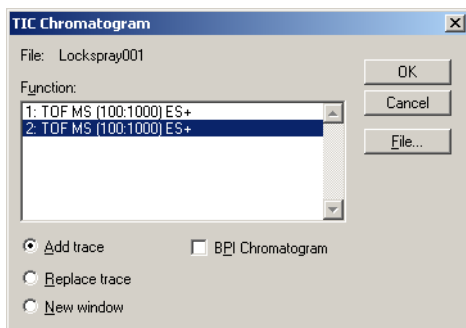 TIC Chromatogram
File: Lockspray001
Function:
1: TOF MS (100:1000) ES+
2: TOF MS (100:1000) ES+
OK
Cancel
File...
Add trace
BPI Chromatogram
Replace trace
New window